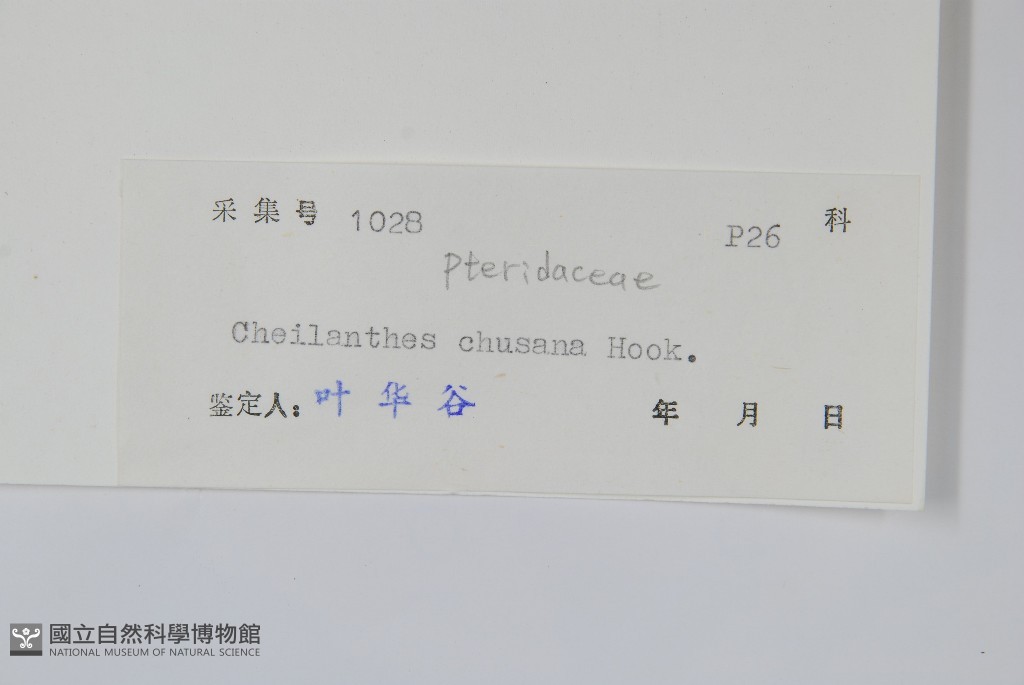 采集号 1028 P26 科
Pteridaceae
Cheilanthes chusana Hook.
鉴定人: 叶华谷 年 月 日
國立自然科學博物館
NATIONAL MUSEUM OF NATURAL SCIENCE